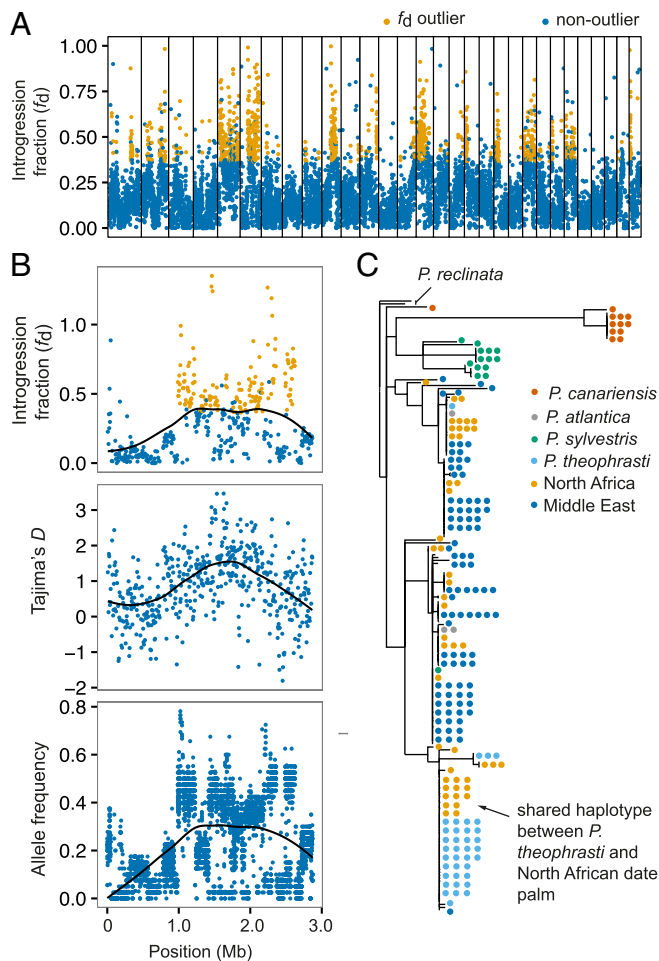 A
fd outlier
non-outlier
Introgression
fraction (fd)
1.00
0.75
0.50
0.25
0.00
B
Introgression
fraction (fd)
1.0
0.5
0.0
Tajima's D
3
2
1
0
−1
−2
Allele frequency
0.8
0.6
0.4
0.2
0.0
0
1.0
2.0
3.0
Position (Mb)
C
P. reclinata
P. canariensis
P. atlantica
P. sylvestris
P. theophrasti
North Africa
Middle East
shared haplotype
between P.
theophrasti and
North African date
palm